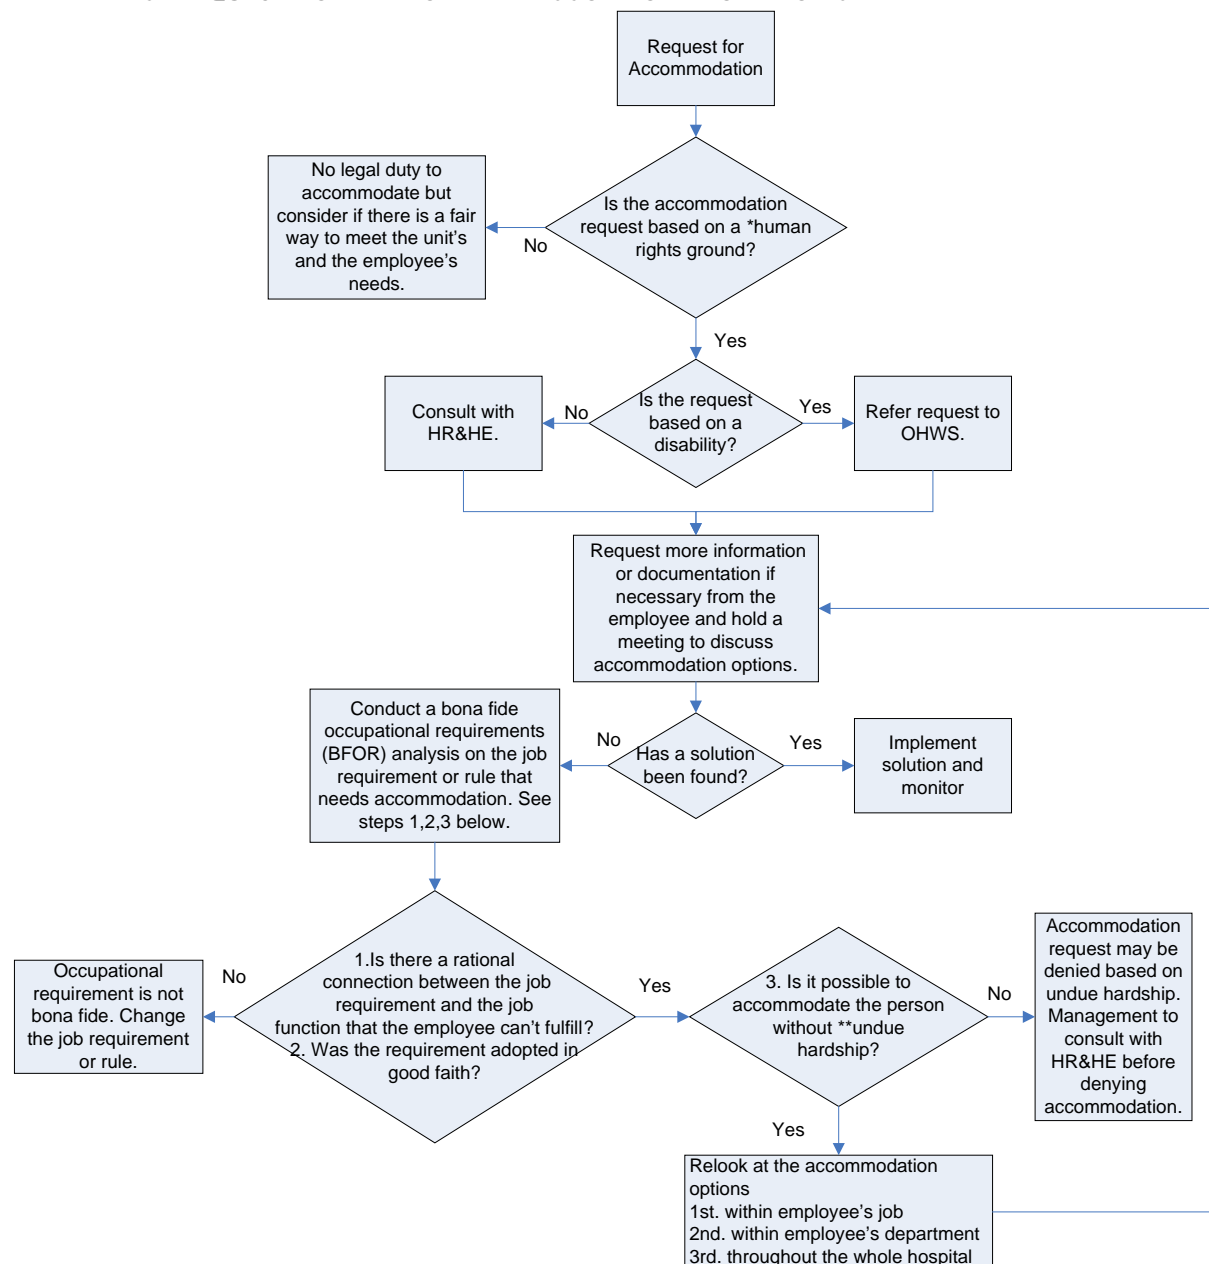 Request for
Accommodation
No legal duty to
accommodate but
consider if there is a fair
way to meet the unit's
and the employee's
needs.
Is the accommodation
request based on a *human
rights ground?
No
Yes
Consult with
HR&HE.
No
Is the request
based on a
disability?
Yes
Refer request to
OHWS.
Request more information
or documentation if
necessary from the
employee and hold a
meeting to discuss
accommodation options.
Conduct a bona fide
occupational requirements
(BFOR) analysis on the job
requirement or rule that
needs accommodation. See
steps 1,2,3 below.
No
Has a solution
been found?
Yes
Implement
solution and
monitor
Occupational
requirement is not
bona fide. Change
the job requirement
or rule.
No
1.Is there a rational
connection between the job
requirement and the job
function that the employee can't fulfill?
2. Was the requirement adopted in
good faith?
Yes
3. Is it possible to
accommodate the person
without **undue
hardship?
No
Accommodation
request may be
denied based on
undue hardship.
Management to
consult with
HR&HE before
denying
accommodation.
Yes
Relook at the accommodation
options
1st. within employee's job
2nd. within employee's department
3rd. throughout the whole hospital